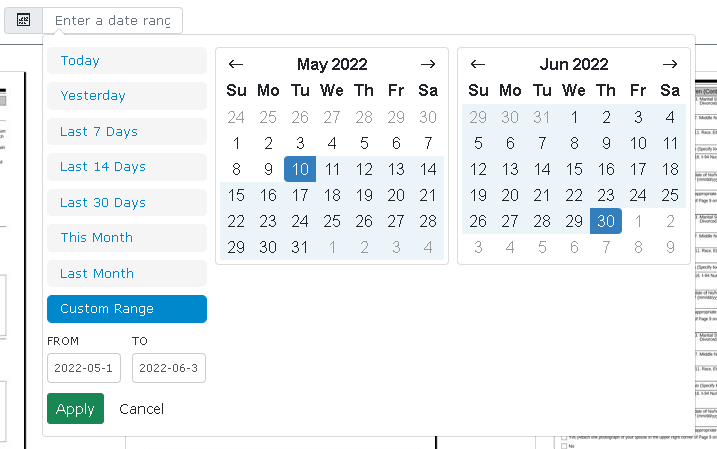 Enter a date rang
Today
Yesterday
Last 7 Days
Last 14 Days
Last 30 Days
This Month
Last Month
Custom Range
FROM TO
2022-05-1 2022-06-3
Apply Cancel
← May 2022 →
Su Mo Tu We Th Fr Sa
24 25 26 27 28 29 30
1 2 3 4 5 6 7
8 9 10 11 12 13 14
15 16 17 18 19 20 21
22 23 24 25 26 27 28
29 30 31 1 2 3 4
← Jun 2022 →
Su Mo Tu We Th Fr Sa
29 30 31 1 2 3 4
5 6 7 8 9 10 11
12 13 14 15 16 17 18
19 20 21 22 23 24 25
26 27 28 29 30 1 2
3 4 5 6 7 8 9